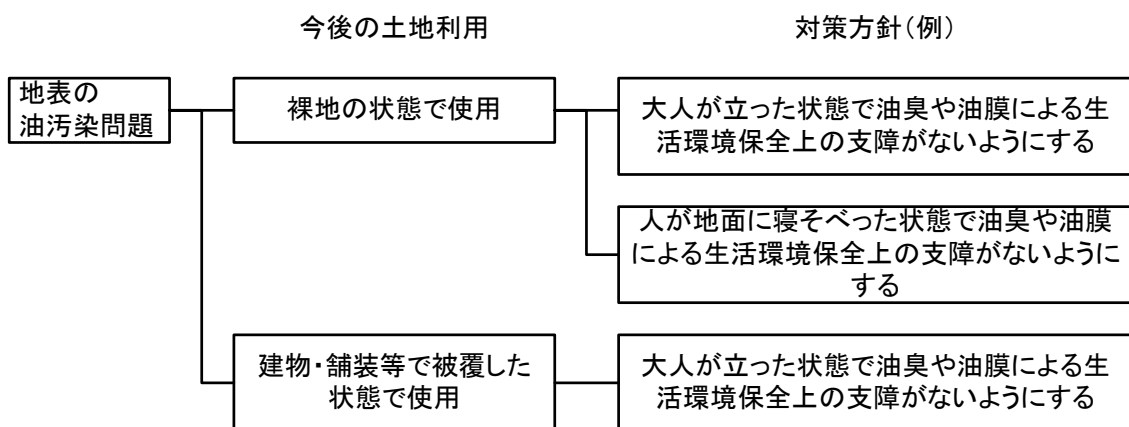 今後の土地利用
対策方針(例)
地表の
油汚染問題
裸地の状態で使用
大人が立った状態で油臭や油膜による生
活環境保全上の支障がないようにする
人が地面に寝そべった状態で油臭や油膜
による生活環境保全上の支障がないように
する
建物・舗装等で被覆した
状態で使用
大人が立った状態で油臭や油膜による生
活環境保全上の支障がないようにする